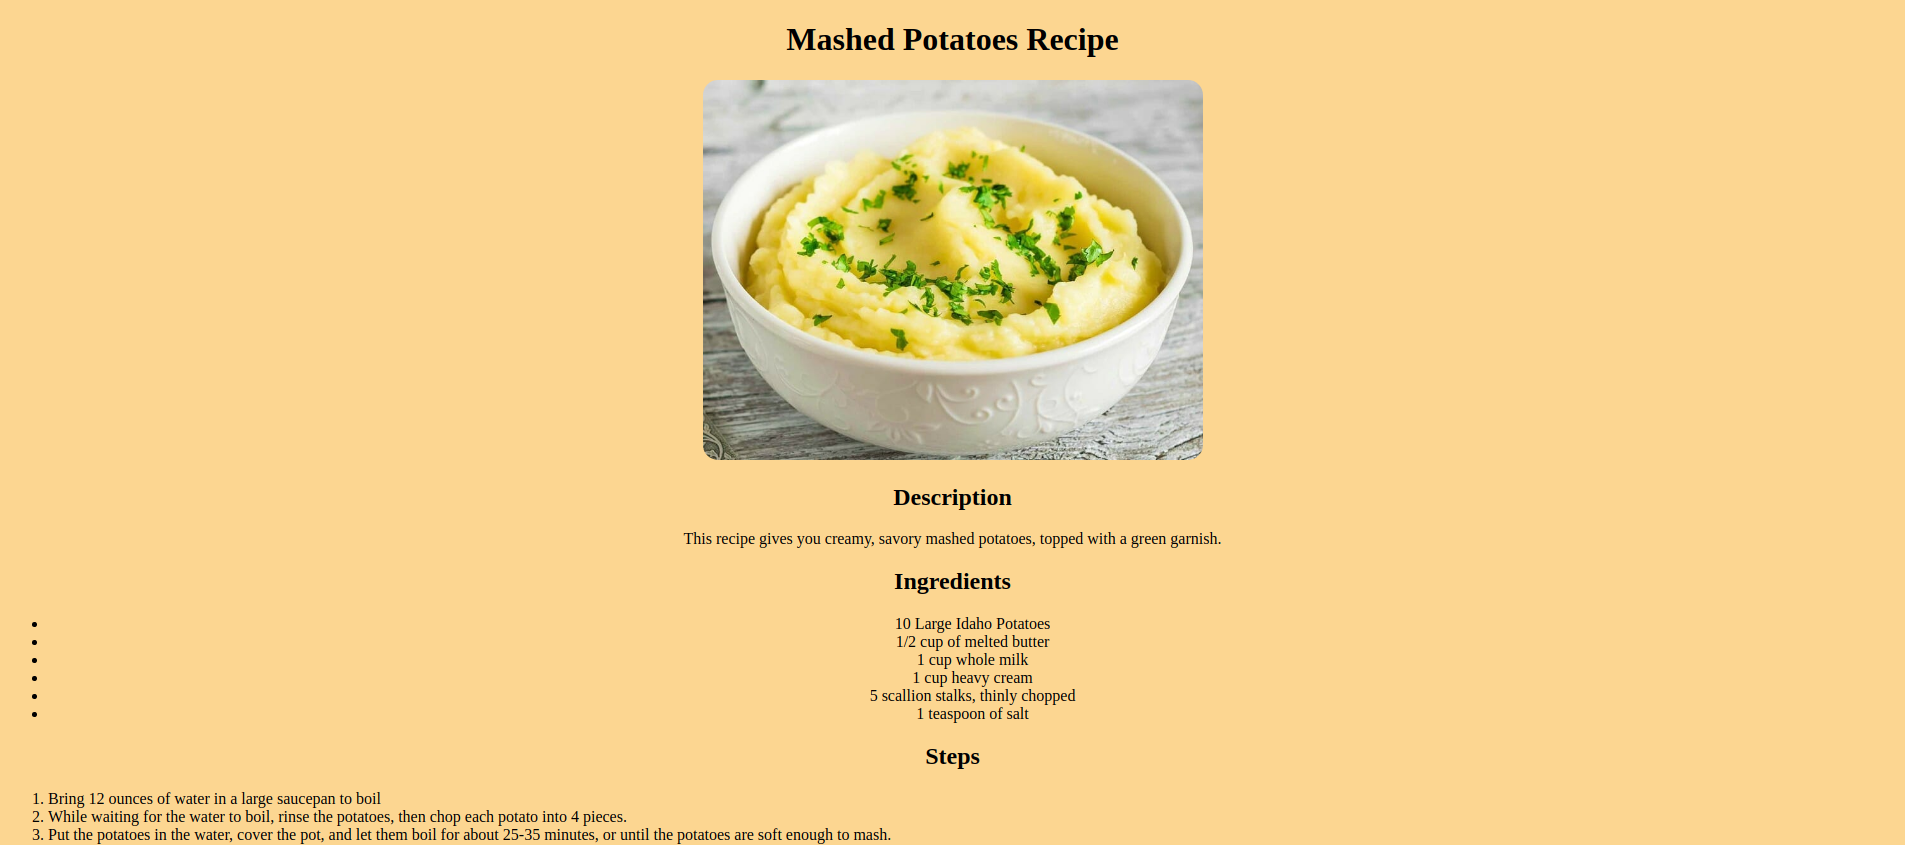 Mashed Potatoes Recipe
Description
This recipe gives you creamy, savory mashed potatoes, topped with a green garnish.
Ingredients
• 10 Large Idaho Potatoes
• 1/2 cup of melted butter
• 1 cup whole milk
• 1 cup heavy cream
• 5 scallion stalks, thinly chopped
• 1 teaspoon of salt
Steps
1. Bring 12 ounces of water in a large saucepan to boil
2. While waiting for the water to boil, rinse the potatoes, then chop each potato into 4 pieces.
3. Put the potatoes in the water, cover the pot, and let them boil for about 25-35 minutes, or until the potatoes are soft enough to mash.